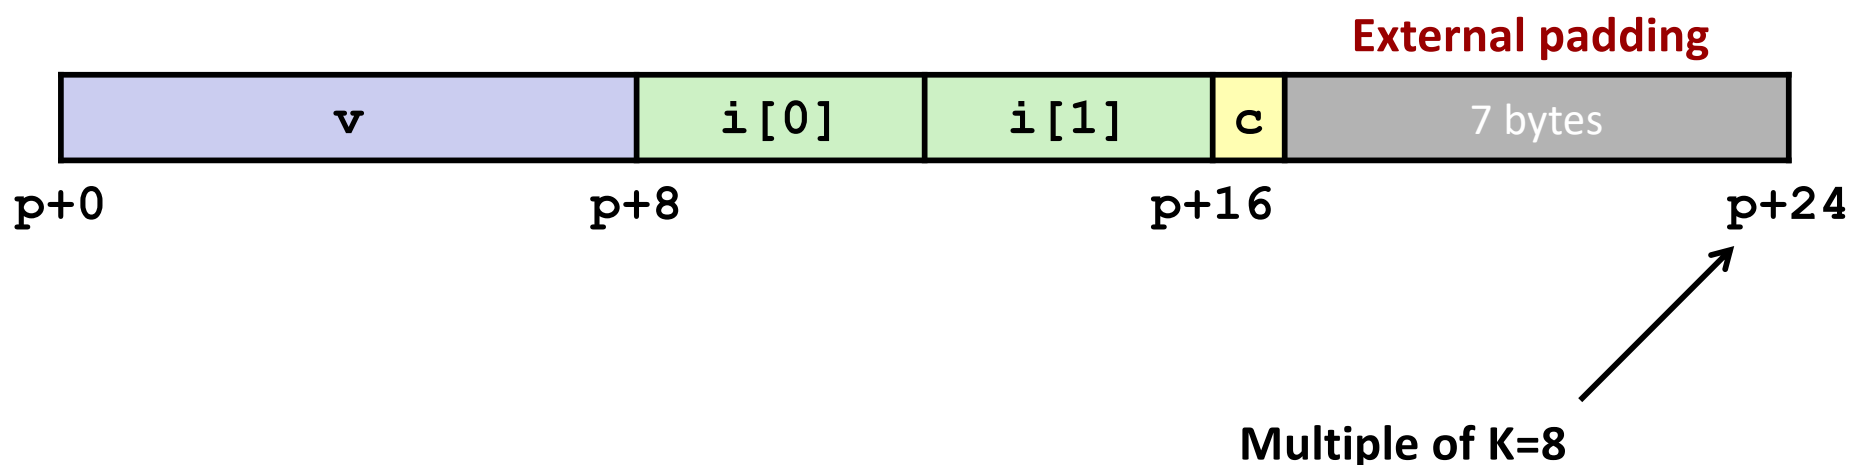 External padding
v i[0] i[1] c 7 bytes
p+0 p+8 p+16 p+24
Multiple of K=8